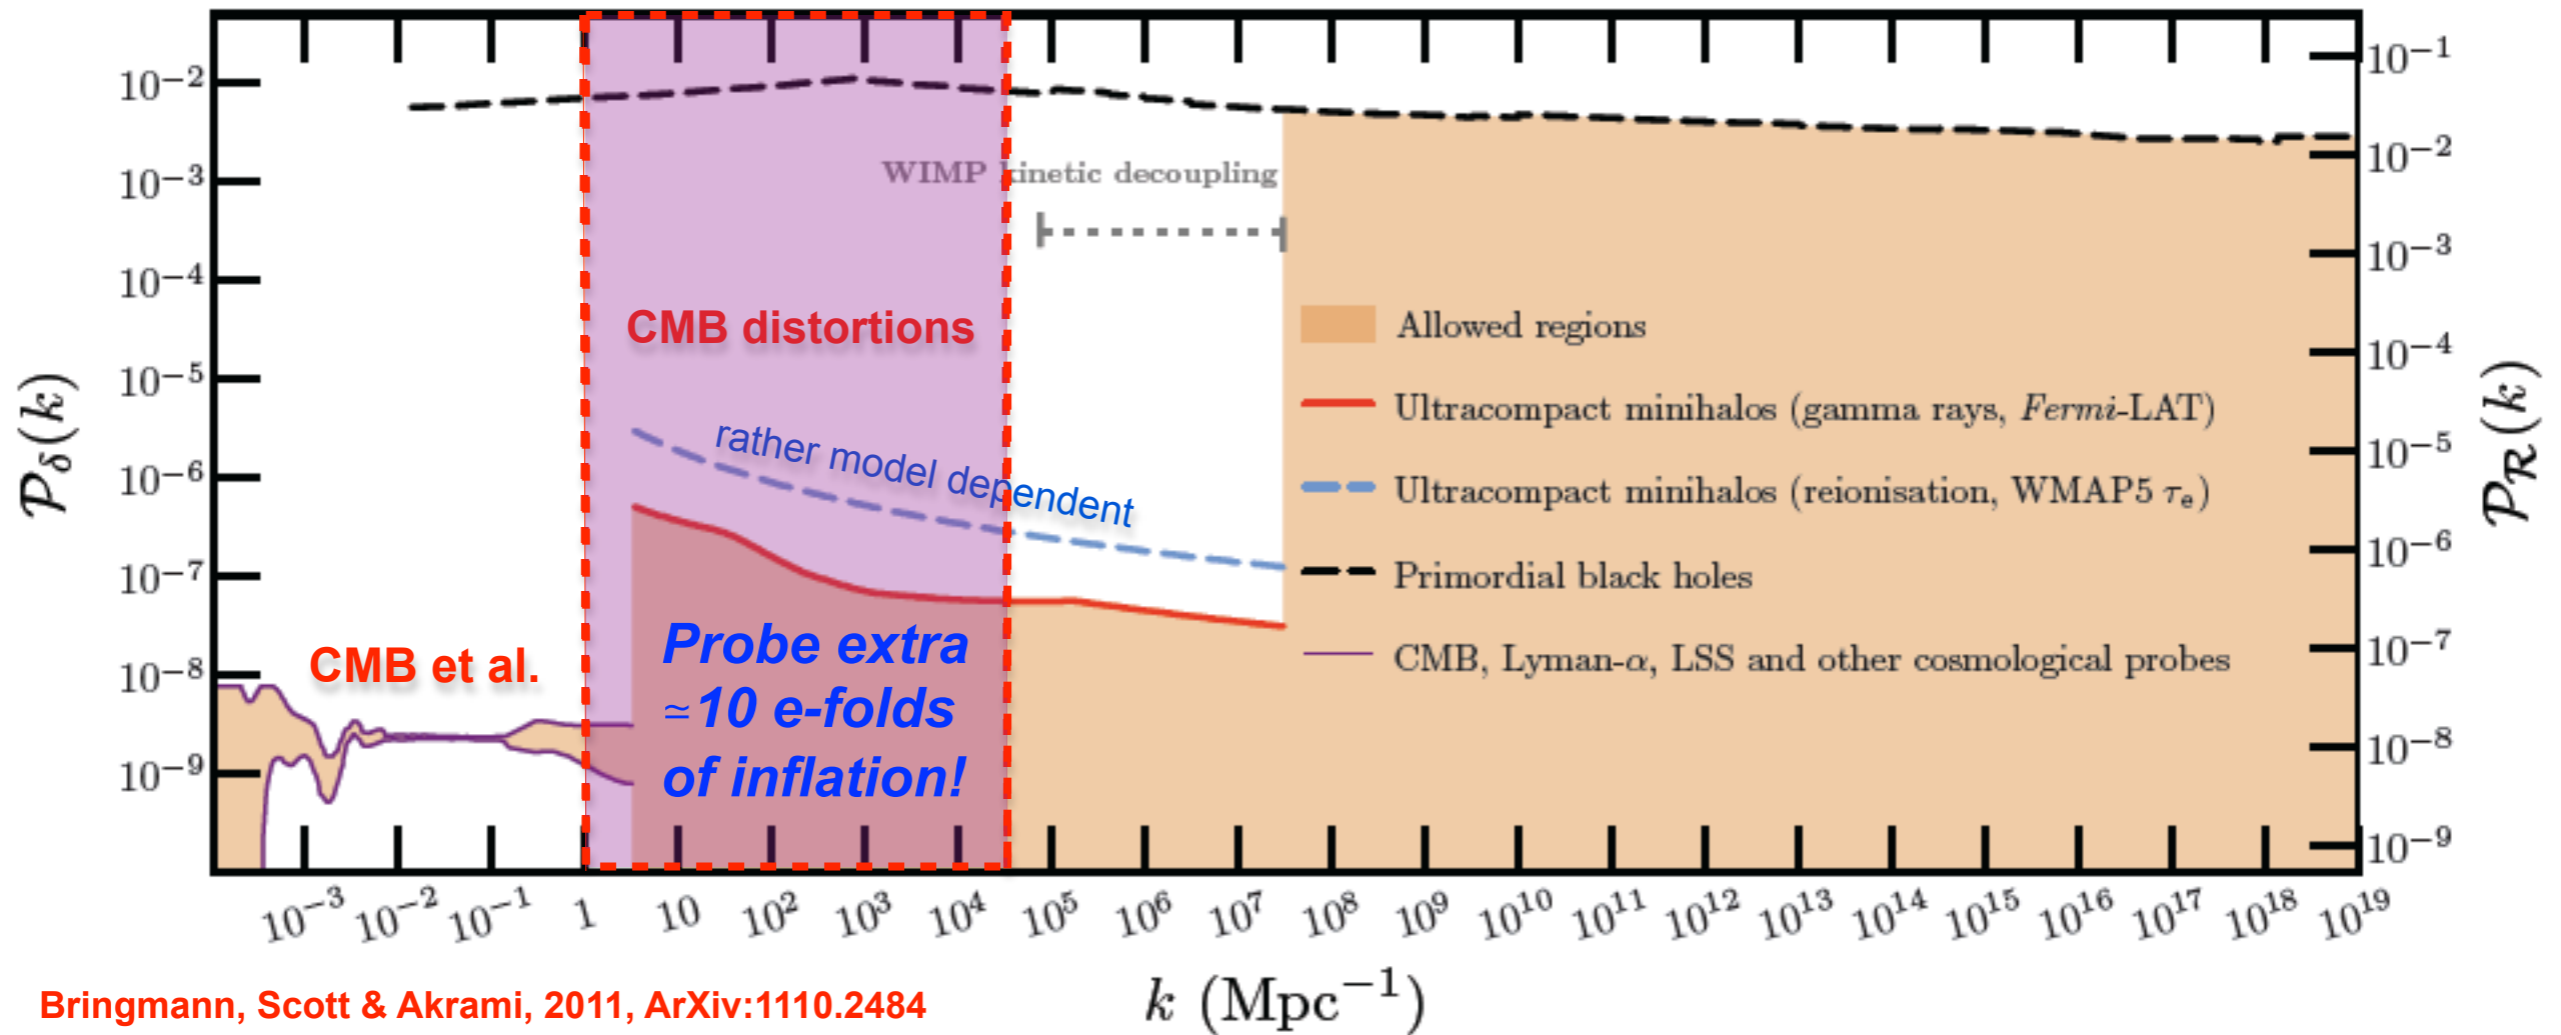 10⁻²
10⁻³
10⁻⁴
10⁻⁵
10⁻⁶
10⁻⁷
10⁻⁸
10⁻⁹
𝒫δ(k)
10⁻¹
10⁻²
10⁻³
10⁻⁴
10⁻⁵
10⁻⁶
10⁻⁷
10⁻⁸
10⁻⁹
𝒫ℛ(k)
WIMP kinetic decoupling
CMB distortions
rather model dependent
CMB et al.
Probe extra
≃10 e-folds
of inflation!
Allowed regions
Ultracompact minihalos (gamma rays, Fermi-LAT)
Ultracompact minihalos (reionisation, WMAP5 τₑ)
Primordial black holes
CMB, Lyman-α, LSS and other cosmological probes
10⁻³ 10⁻² 10⁻¹ 1 10 10² 10³ 10⁴ 10⁵ 10⁶ 10⁷ 10⁸ 10⁹ 10¹⁰ 10¹¹ 10¹² 10¹³ 10¹⁴ 10¹⁵ 10¹⁶ 10¹⁷ 10¹⁸ 10¹⁹
k (Mpc⁻¹)
Bringmann, Scott & Akrami, 2011, ArXiv:1110.2484